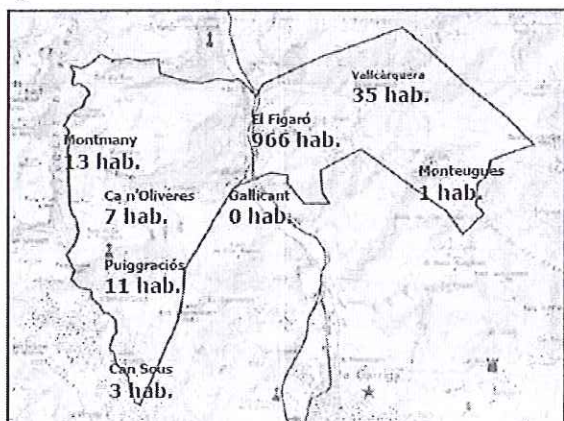 Vallcàrquera
35 hab.
El Figaró
966 hab.
Montmany
13 hab.
Monteugues
1 hab.
Ca n'Oliveres
7 hab.
Gallicant
0 hab.
Puiggraciós
11 hab.
Can Sous
3 hab.